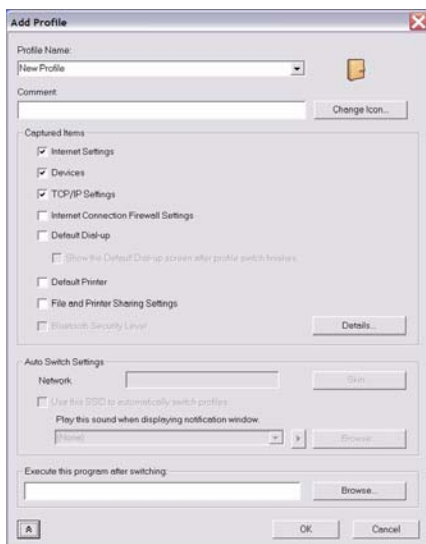 Add Profile
Profile Name:
New Profile
Comment:
Change Icon...
Captured Items
Internet Settings
Devices
TCP/IP Settings
Internet Connection Firewall Settings
Default Dial-up
Show the Default Dial-up screen after profile switch finishes.
Default Printer
File and Printer Sharing Settings
Bluetooth Security Level
Details...
Auto Switch Settings
Network
Use this SSID to automatically switch profiles.
Play this sound when displaying notification window.
(None)
Browse...
Execute this program after switching:
Browse...
OK
Cancel